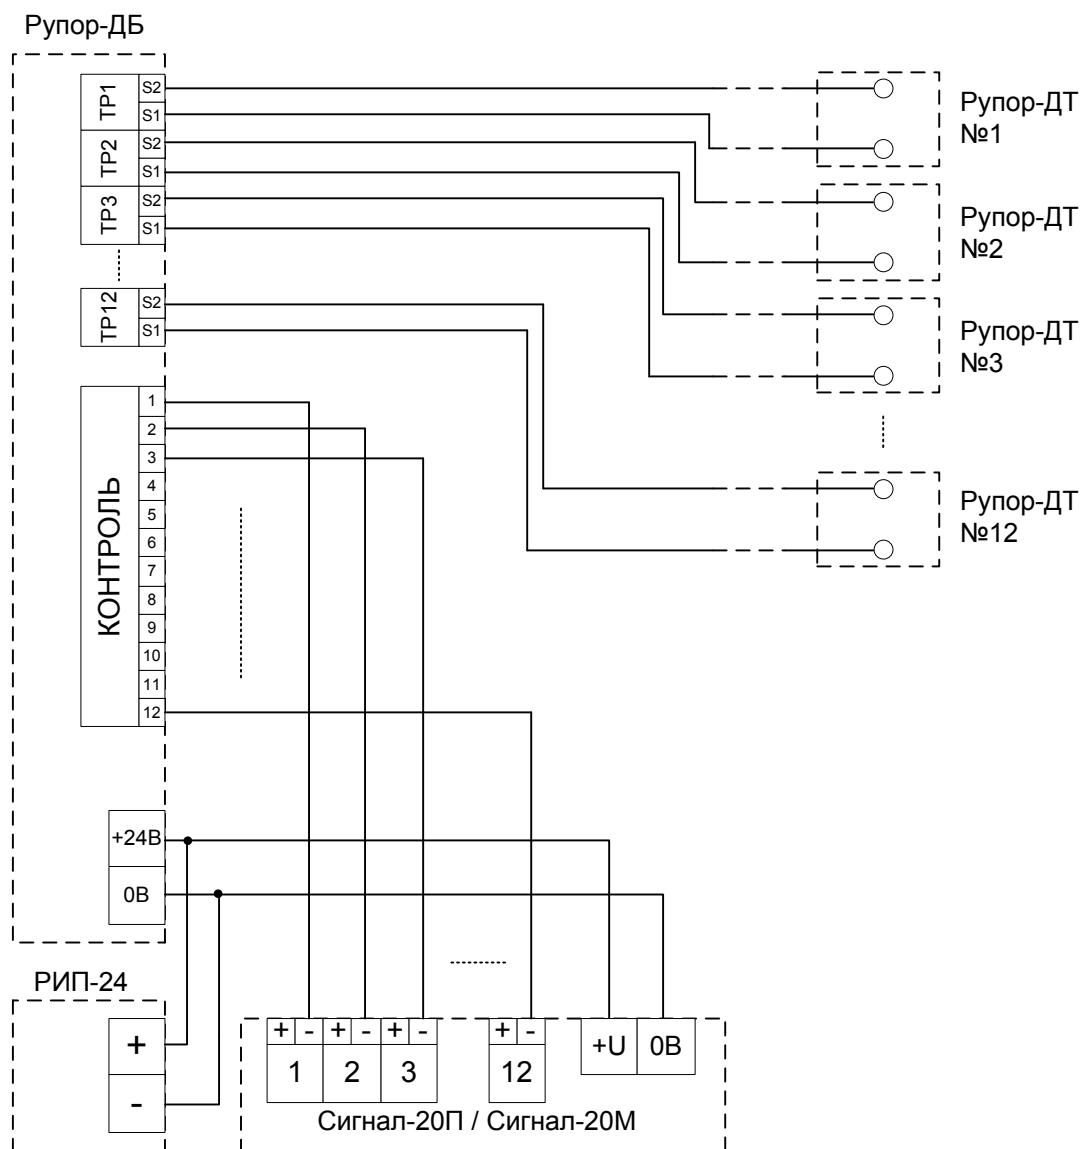 Рупор-ДБ
ТР1
S2
S1
ТР2
S2
S1
ТР3
S2
S1
ТР12
S2
S1
Рупор-ДТ
№1
Рупор-ДТ
№2
Рупор-ДТ
№3
Рупор-ДТ
№12
КОНТРОЛЬ
1
2
3
4
5
6
7
8
9
10
11
12
+24В
0В
РИП-24
+
-
+ - + - + - + -
1 2 3 12 +U 0В
Сигнал-20П / Сигнал-20М